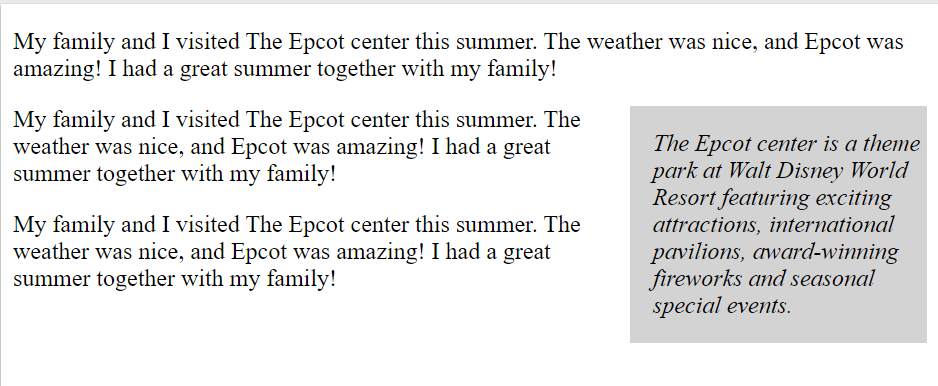 My family and I visited The Epcot center this summer. The weather was nice, and Epcot was
amazing! I had a great summer together with my family!
My family and I visited The Epcot center this summer. The
weather was nice, and Epcot was amazing! I had a great
summer together with my family!
My family and I visited The Epcot center this summer. The
weather was nice, and Epcot was amazing! I had a great
summer together with my family!
The Epcot center is a theme
park at Walt Disney World
Resort featuring exciting
attractions, international
pavilions, award-winning
fireworks and seasonal
special events.